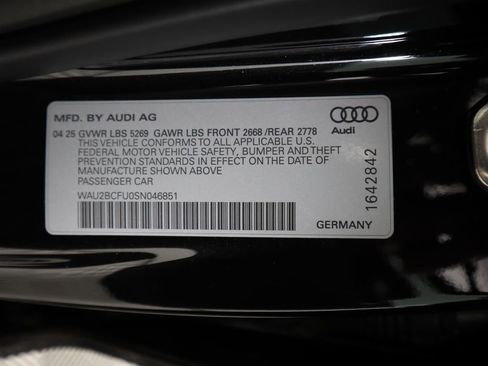 MFD. BY AUDI AG
Audi
04 25 GVWR LBS 5269 GAWR LBS FRONT 2668 /REAR 2778
THIS VEHICLE CONFORMS TO ALL APPLICABLE U.S.
FEDERAL MOTOR VEHICLE SAFETY, BUMPER AND THEFT
PREVENTION STANDARDS IN EFFECT ON THE DATE OF
MANUFACTURE SHOWN ABOVE
PASSENGER CAR
WAU2BCFU0SN046851
1642842
GERMANY